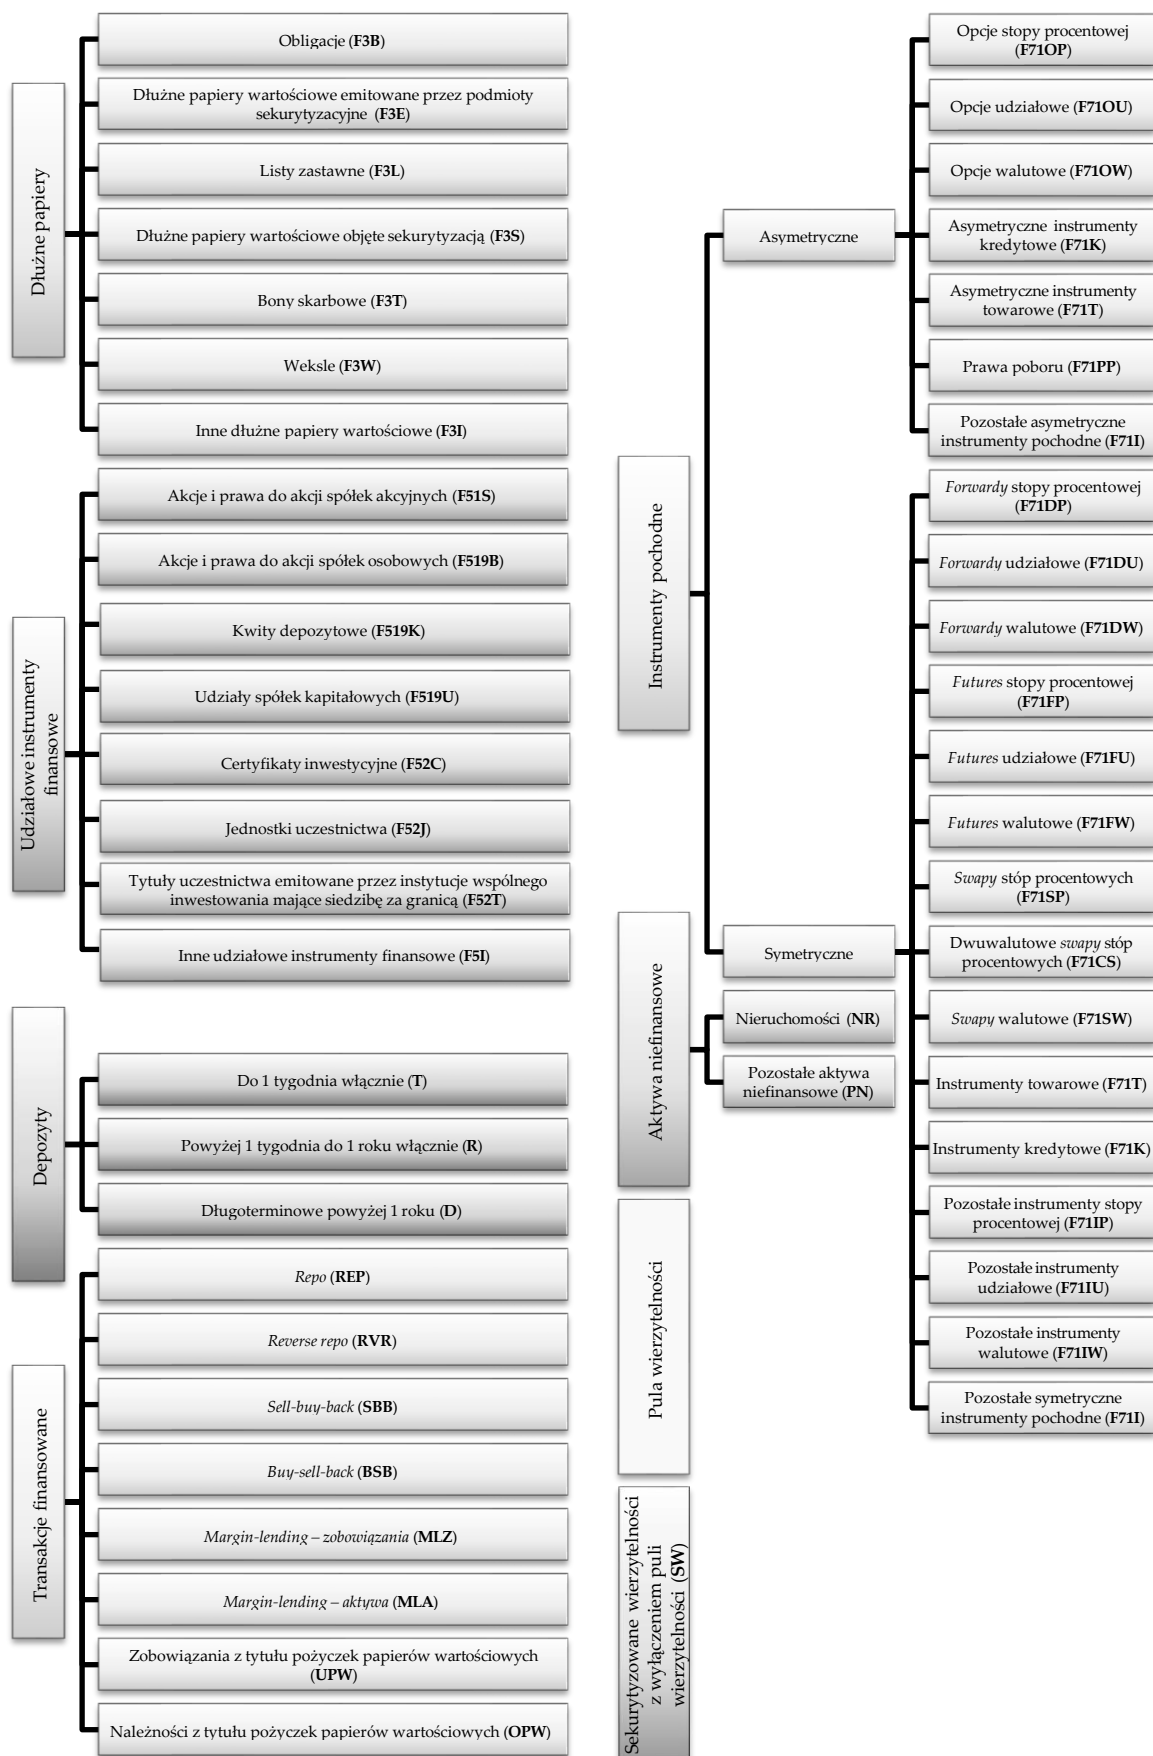 Dłużne papiery
Obligacje (F3B)
Dłużne papiery wartościowe emitowane przez podmioty
sekurytyzacyjne (F3E)
Listy zastawne (F3L)
Dłużne papiery wartościowe objęte sekurytyzacją (F3S)
Bony skarbowe (F3T)
Weksle (F3W)
Inne dłużne papiery wartościowe (F3I)
Udziałowe instrumenty
finansowe
Akcje i prawa do akcji spółek akcyjnych (F51S)
Akcje i prawa do akcji spółek osobowych (F519B)
Kwity depozytowe (F519K)
Udziały spółek kapitałowych (F519U)
Certyfikaty inwestycyjne (F52C)
Jednostki uczestnictwa (F52J)
Tytuły uczestnictwa emitowane przez instytucje wspólnego
inwestowania mające siedzibę za granicą (F52T)
Inne udziałowe instrumenty finansowe (F5I)
Depozyty
Do 1 tygodnia włącznie (T)
Powyżej 1 tygodnia do 1 roku włącznie (R)
Długoterminowe powyżej 1 roku (D)
Transakcje finansowane
Repo (REP)
Reverse repo (RVR)
Sell-buy-back (SBB)
Buy-sell-back (BSB)
Margin-lending – zobowiązania (MLZ)
Margin-lending – aktywa (MLA)
Zobowiązania z tytułu pożyczek papierów wartościowych
(UPW)
Należności z tytułu pożyczek papierów wartościowych (OPW)
Instrumenty pochodne
Asymetryczne
Opcje stopy procentowej
(F71OP)
Opcje udziałowe (F71OU)
Opcje walutowe (F71OW)
Asymetryczne instrumenty
kredytowe (F71K)
Asymetryczne instrumenty
towarowe (F71T)
Prawa poboru (F71PP)
Pozostałe asymetryczne
instrumenty pochodne (F71I)
Symetryczne
Forwardy stopy procentowej
(F71DP)
Forwardy udziałowe (F71DU)
Forwardy walutowe (F71DW)
Futures stopy procentowej
(F71FP)
Futures udziałowe (F71FU)
Futures walutowe (F71FW)
Swapy stóp procentowych
(F71SP)
Dwuwalutowe swapy stóp
procentowych (F71CS)
Swapy walutowe (F71SW)
Instrumenty towarowe (F71T)
Instrumenty kredytowe (F71K)
Pozostałe instrumenty stopy
procentowej (F71IP)
Pozostałe instrumenty
udziałowe (F71IU)
Pozostałe instrumenty
walutowe (F71IW)
Pozostałe symetryczne
instrumenty pochodne (F71I)
Aktywa niefinansowe
Nieruchomości (NR)
Pozostałe aktywa
niefinansowe (PN)
Pula wierzytelności
Sekurytyzowane wierzytelności
z wyłączeniem puli
wierzytelności (SW)